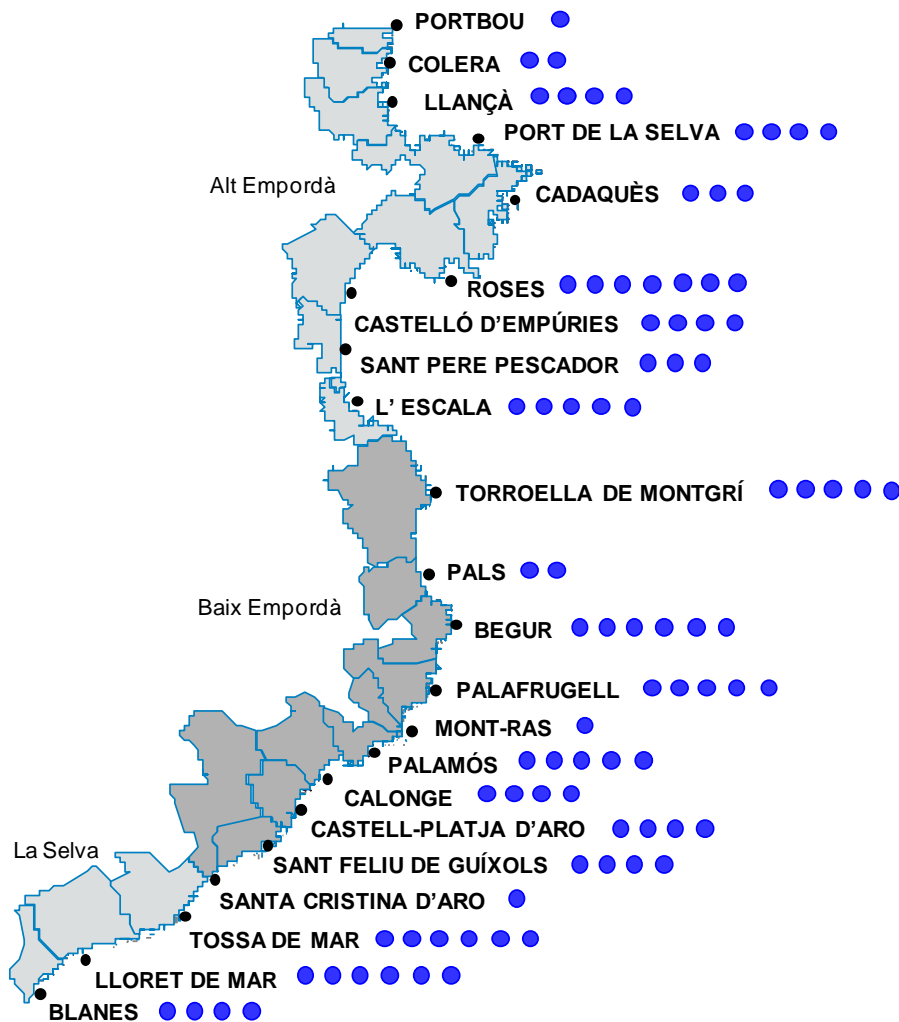 PORTBOU
COLERA
LLANÇÀ
PORT DE LA SELVA
Alt Empordà
CADAQUÈS
ROSES
CASTELLÓ D'EMPÚRIES
SANT PERE PESCADOR
L' ESCALA
TORROELLA DE MONTGRÍ
PALS
Baix Empordà
BEGUR
PALAFRUGELL
MONT-RAS
PALAMÓS
CALONGE
CASTELL-PLATJA D'ARO
La Selva
SANT FELIU DE GUÍXOLS
SANTA CRISTINA D'ARO
TOSSA DE MAR
LLORET DE MAR
BLANES